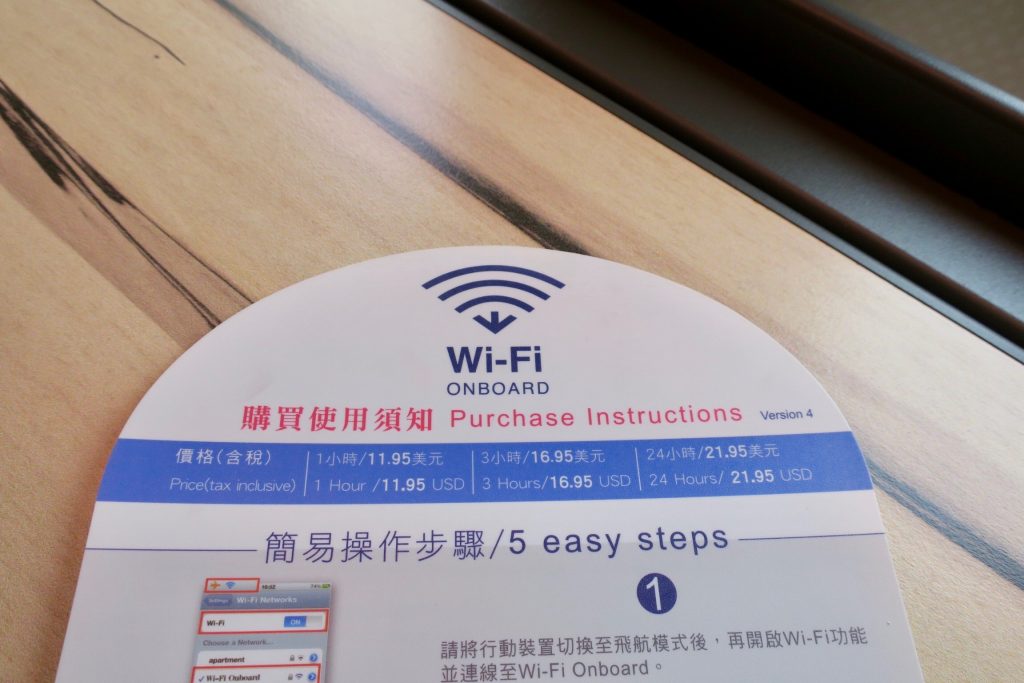 Wi-Fi
ONBOARD
購買使用須知 Purchase Instructions Version 4
價格(含稅) 1小時/11.95美元 3小時/16.95美元 24小時/21.95美元
Price(tax inclusive) 1 Hour /11.95 USD 3 Hours/16.95 USD 24 Hours/ 21.95 USD
簡易操作步驟/5 easy steps
1
10:52 74%
Settings Wi-Fi Networks
Wi-Fi ON
Choose a Network...
apartment
✓ Wi-Fi Onboard
請將行動裝置切換至飛航模式後，再開啟Wi-Fi功能
並連線至Wi-Fi Onboard。